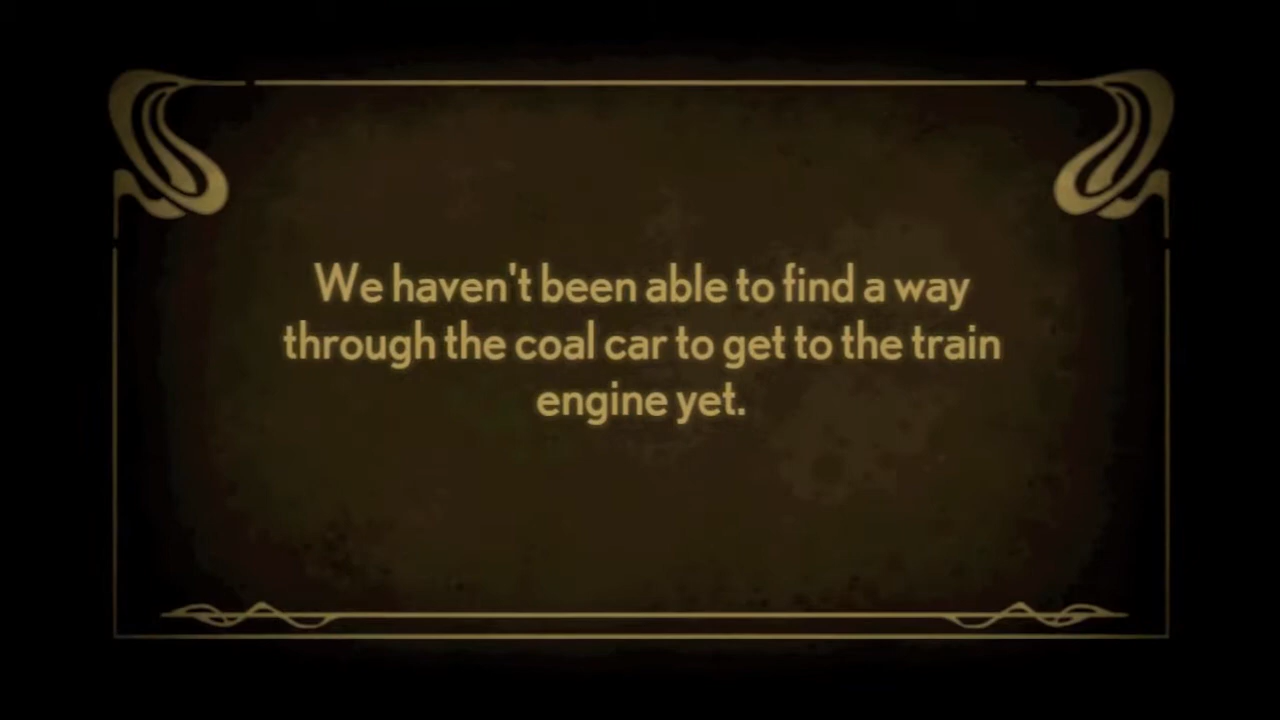 We haven't been able to find a way
through the coal car to get to the train
engine yet.